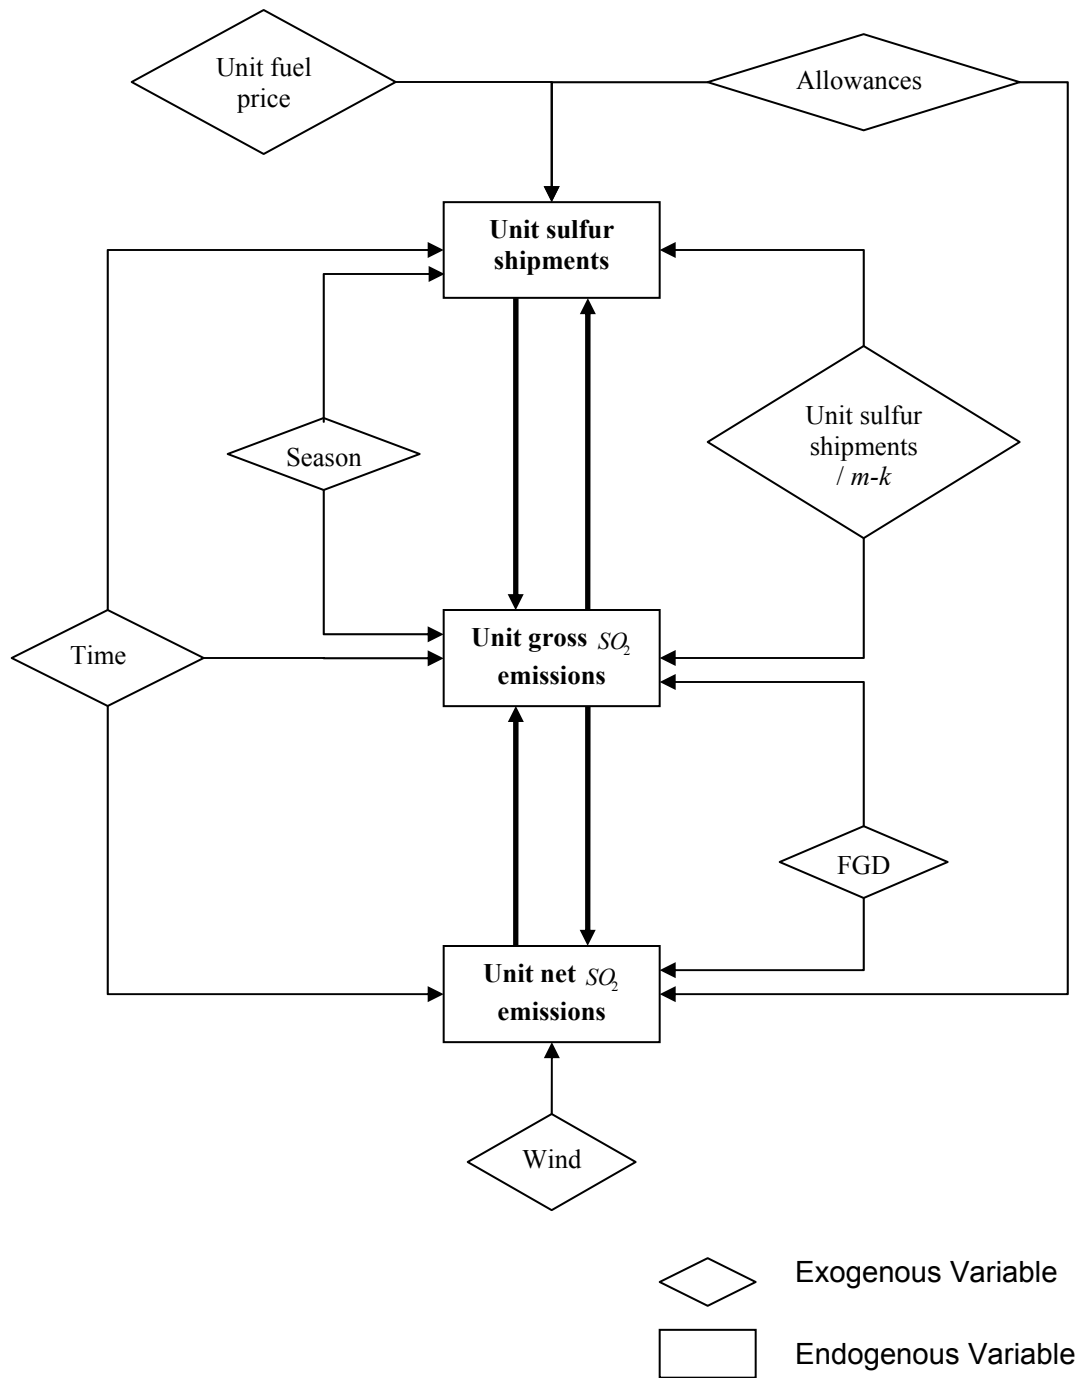 Unit fuel
price
Allowances
Unit sulfur
shipments
Season
Unit sulfur
shipments
/ m-k
Time
Unit gross SO₂
emissions
FGD
Unit net SO₂
emissions
Wind
Exogenous Variable
Endogenous Variable